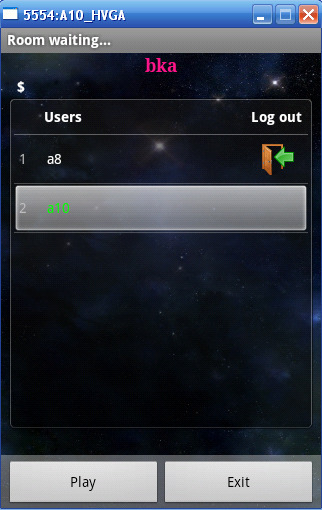 5554:A10_HVGA
Room waiting...
bka
$
Users Log out
1 a8
2 a10
Play Exit